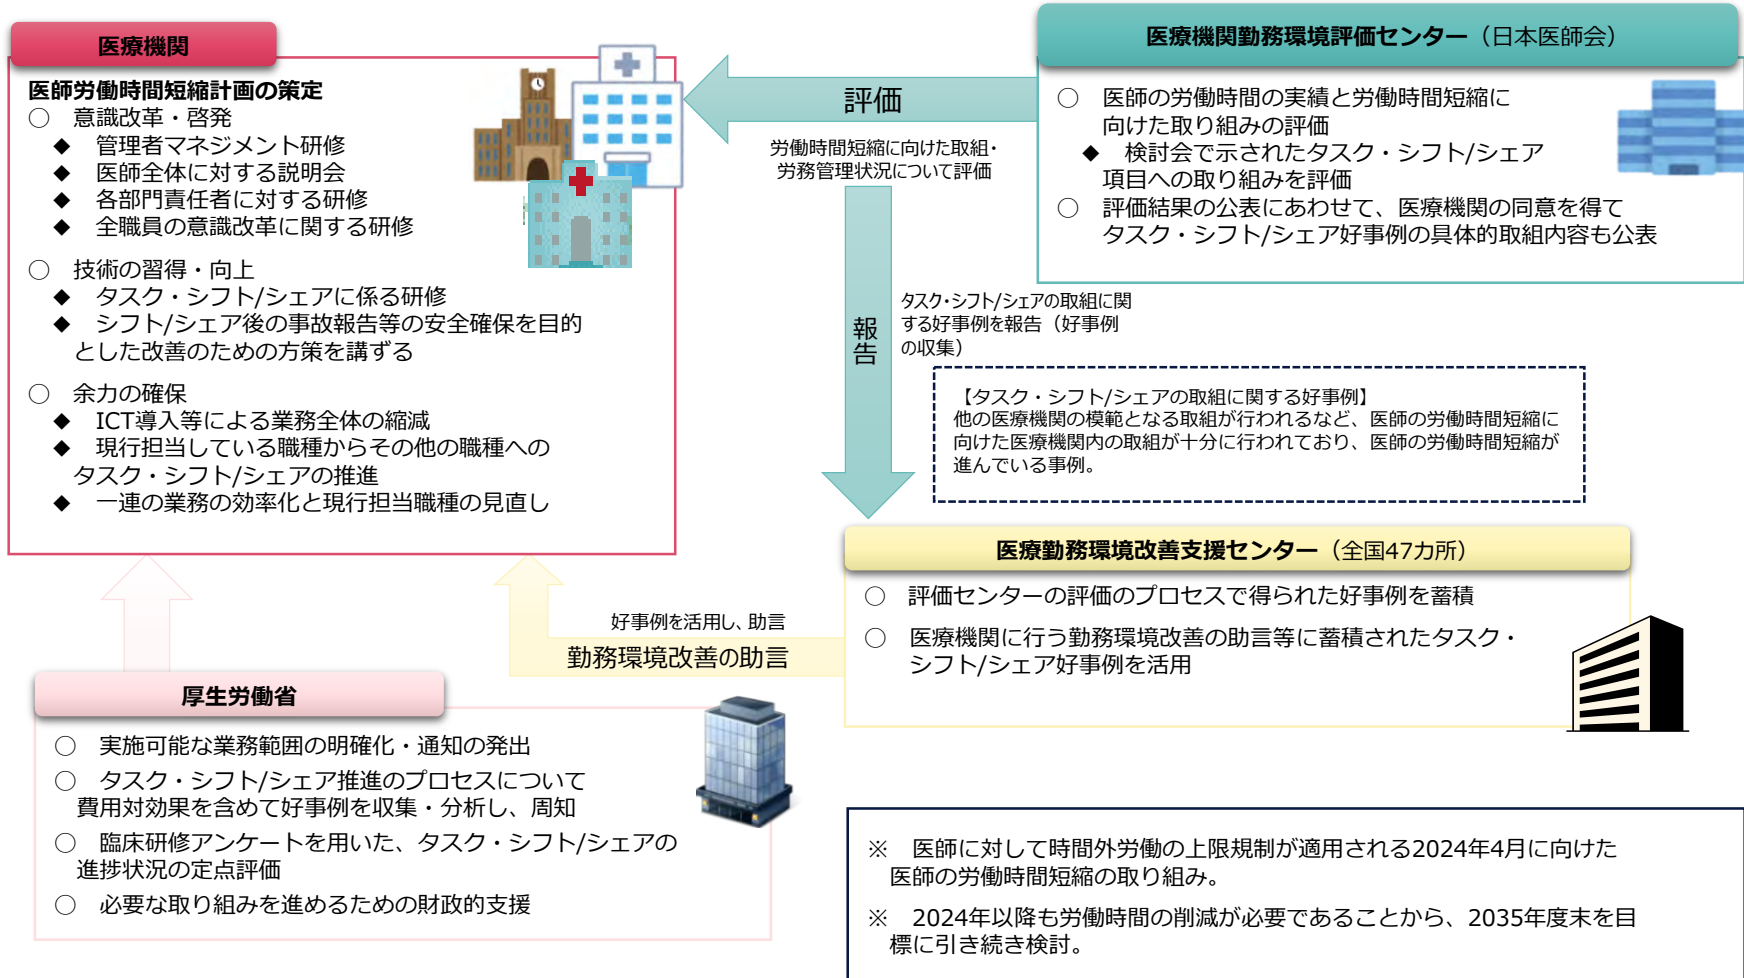 医療機関
医師労働時間短縮計画の策定
○ 意識改革・啓発
◆ 管理者マネジメント研修
◆ 医師全体に対する説明会
◆ 各部門責任者に対する研修
◆ 全職員の意識改革に関する研修
○ 技術の習得・向上
◆ タスク・シフト/シェアに係る研修
◆ シフト/シェア後の事故報告等の安全確保を目的
とした改善のための方策を講ずる
○ 余力の確保
◆ ICT導入等による業務全体の縮減
◆ 現行担当している職種からその他の職種への
タスク・シフト/シェアの推進
◆ 一連の業務の効率化と現行担当職種の見直し
評価
労働時間短縮に向けた取組・
労務管理状況について評価
医療機関勤務環境評価センター（日本医師会）
○ 医師の労働時間の実績と労働時間短縮に
向けた取り組みの評価
◆ 検討会で示されたタスク・シフト/シェア
項目への取り組みを評価
○ 評価結果の公表にあわせて、医療機関の同意を得て
タスク・シフト/シェア好事例の具体的取組内容も公表
報告
タスク・シフト/シェアの取組に関
する好事例を報告（好事例
の収集）
【タスク・シフト/シェアの取組に関する好事例】
他の医療機関の模範となる取組が行われるなど、医師の労働時間短縮に
向けた医療機関内の取組が十分に行われており、医師の労働時間短縮が
進んでいる事例。
医療勤務環境改善支援センター（全国47カ所）
○ 評価センターの評価のプロセスで得られた好事例を蓄積
○ 医療機関に行う勤務環境改善の助言等に蓄積されたタスク・
シフト/シェア好事例を活用
好事例を活用し、助言
勤務環境改善の助言
厚生労働省
○ 実施可能な業務範囲の明確化・通知の発出
○ タスク・シフト/シェア推進のプロセスについて
費用対効果を含めて好事例を収集・分析し、周知
○ 臨床研修アンケートを用いた、タスク・シフト/シェアの
進捗状況の定点評価
○ 必要な取り組みを進めるための財政的支援
※ 医師に対して時間外労働の上限規制が適用される2024年4月に向けた
医師の労働時間短縮の取り組み。
※ 2024年以降も労働時間の削減が必要であることから、2035年度末を目
標に引き続き検討。